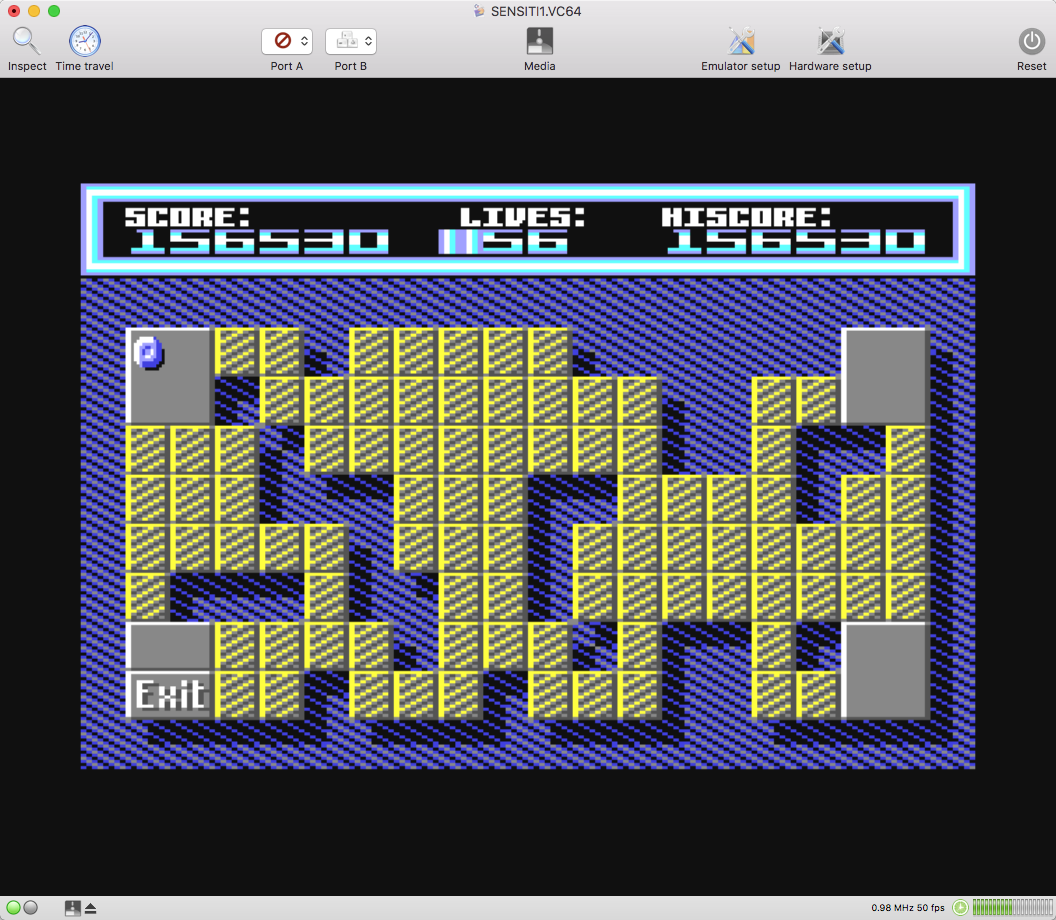 SENSITI1.VC64
Inspect Time travel Port A Port B Media Emulator setup Hardware setup Reset
SCORE: LIVES: HISCORE:
156530 56 156530
Exit
0.98 MHz 50 fps